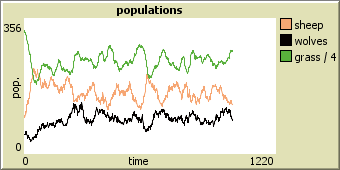 populations
356
pop.
0
0
time
1220
sheep
wolves
grass / 4